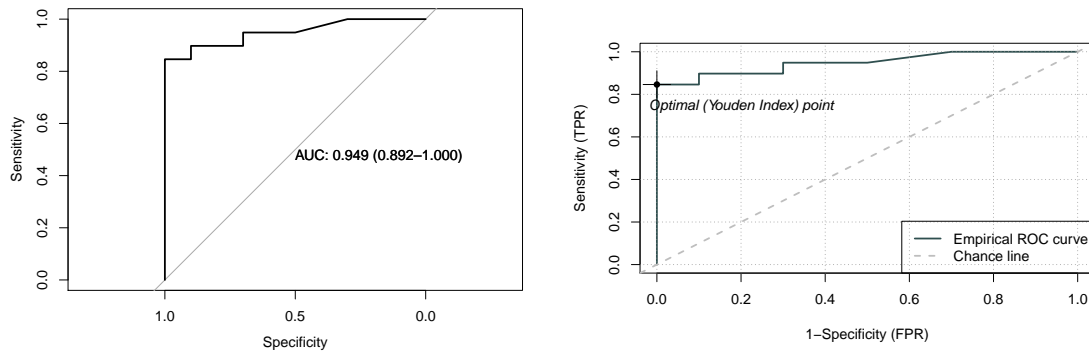 1.0
0.8
0.6
0.4
0.2
0.0
Sensitivity
AUC: 0.949 (0.892–1.000)
1.0
0.5
0.0
Specificity
1.0
0.8
0.6
0.4
0.2
0.0
Sensitivity (TPR)
Optimal (Youden Index) point
Empirical ROC curve
Chance line
0.0
0.2
0.4
0.6
0.8
1.0
1–Specificity (FPR)